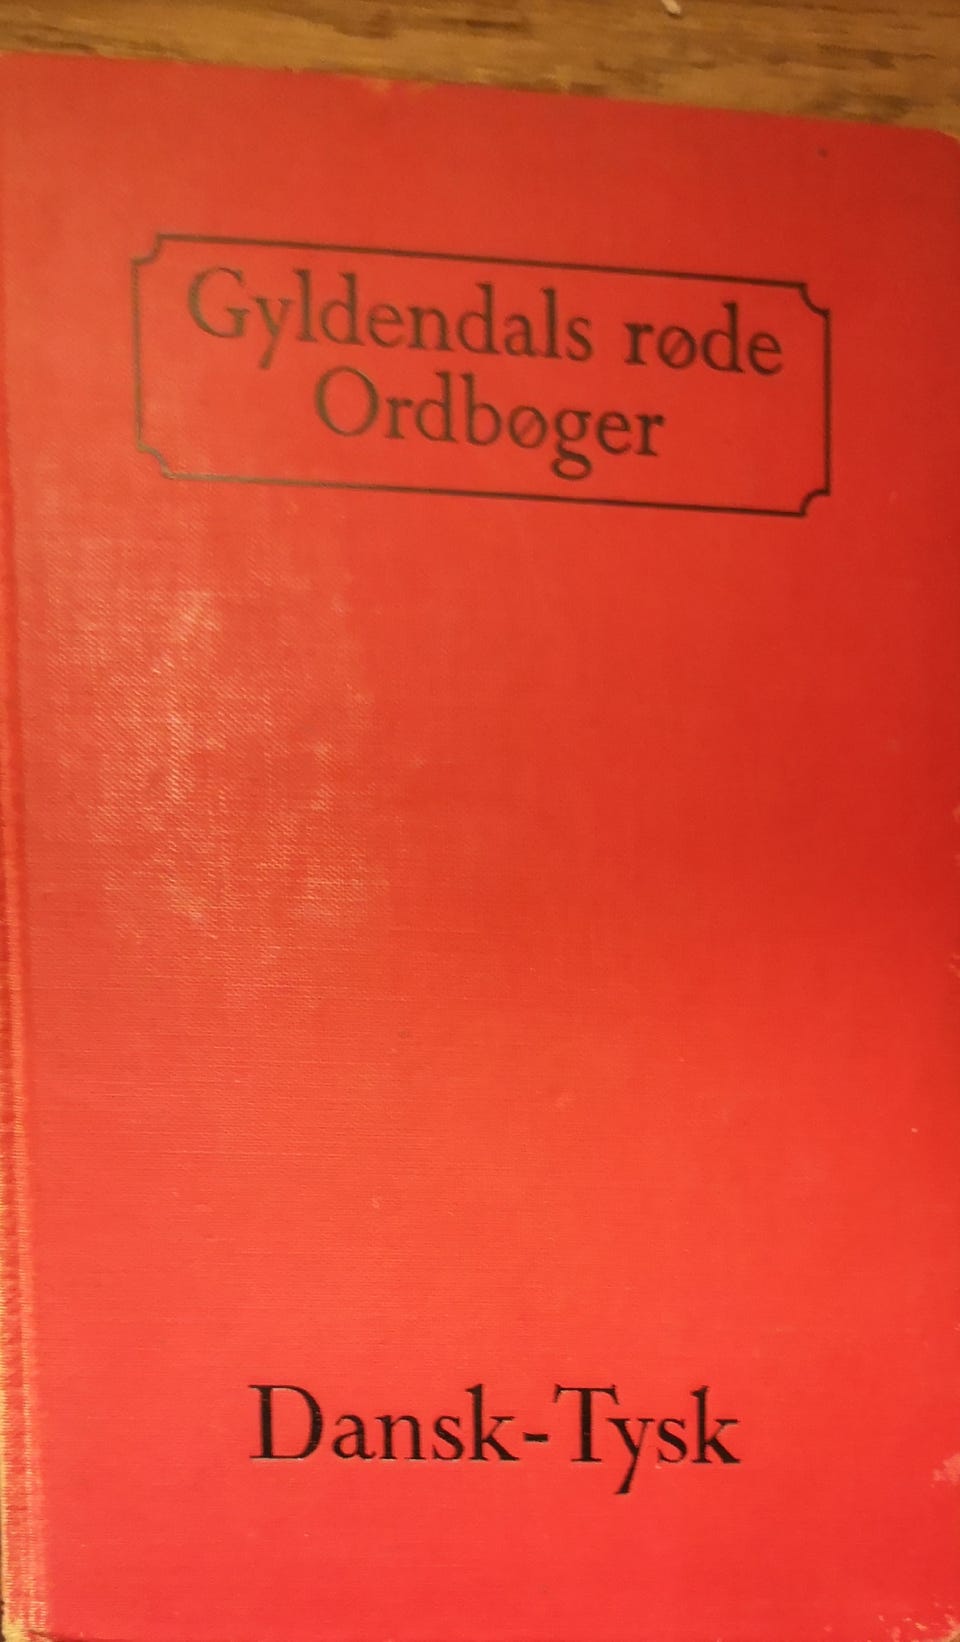 Gyldendals røde
Ordbøger
Dansk-Tysk